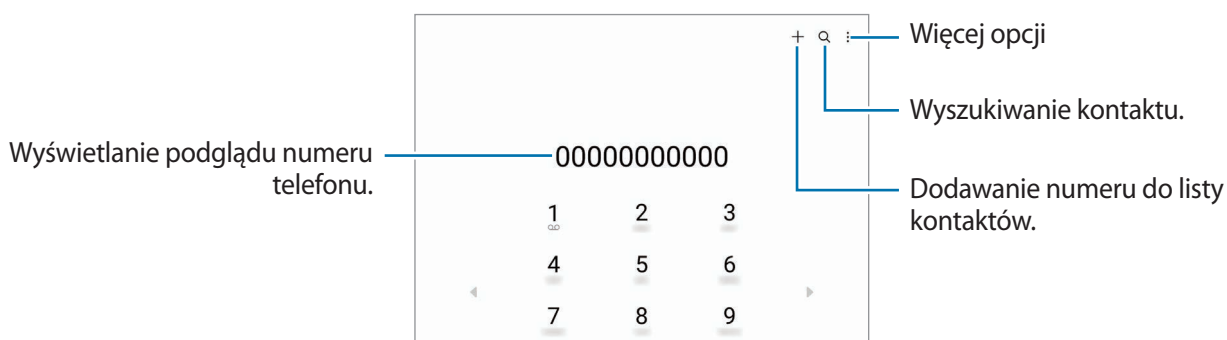 Więcej opcji
Wyszukiwanie kontaktu.
Wyświetlanie podglądu numeru
telefonu.
00000000000
Dodawanie numeru do listy
kontaktów.
1 2 3
4 5 6
7 8 9